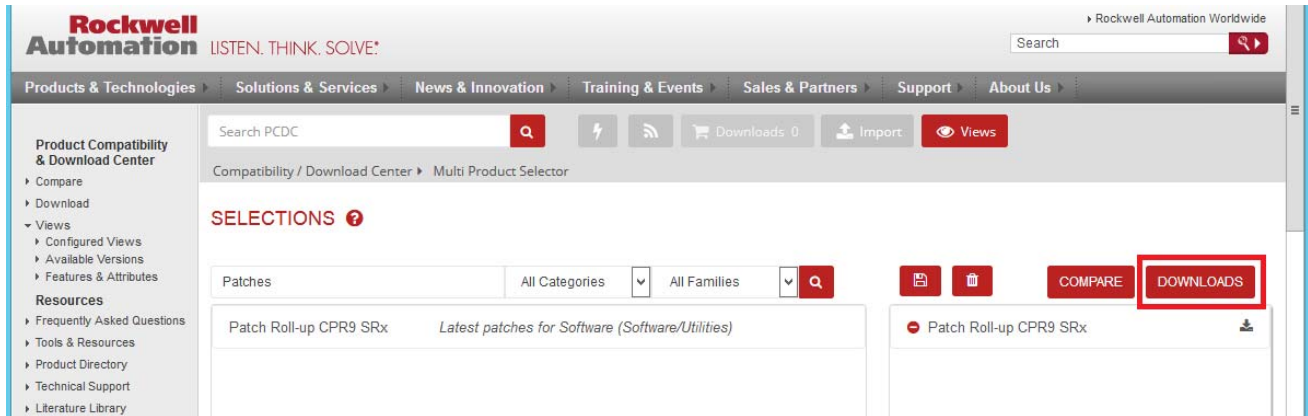 Rockwell
Automation LISTEN. THINK. SOLVE.
Rockwell Automation Worldwide
Search
Products & Technologies Solutions & Services News & Innovation Training & Events Sales & Partners Support About Us
Product Compatibility
& Download Center
Compare
Download
Views
Configured Views
Available Versions
Features & Attributes
Resources
Frequently Asked Questions
Tools & Resources
Product Directory
Technical Support
Literature Library
Search PCDC Downloads 0 Import Views
Compatibility / Download Center Multi Product Selector
SELECTIONS ?
Patches All Categories All Families COMPARE DOWNLOADS
Patch Roll-up CPR9 SRx Latest patches for Software (Software/Utilities) Patch Roll-up CPR9 SRx